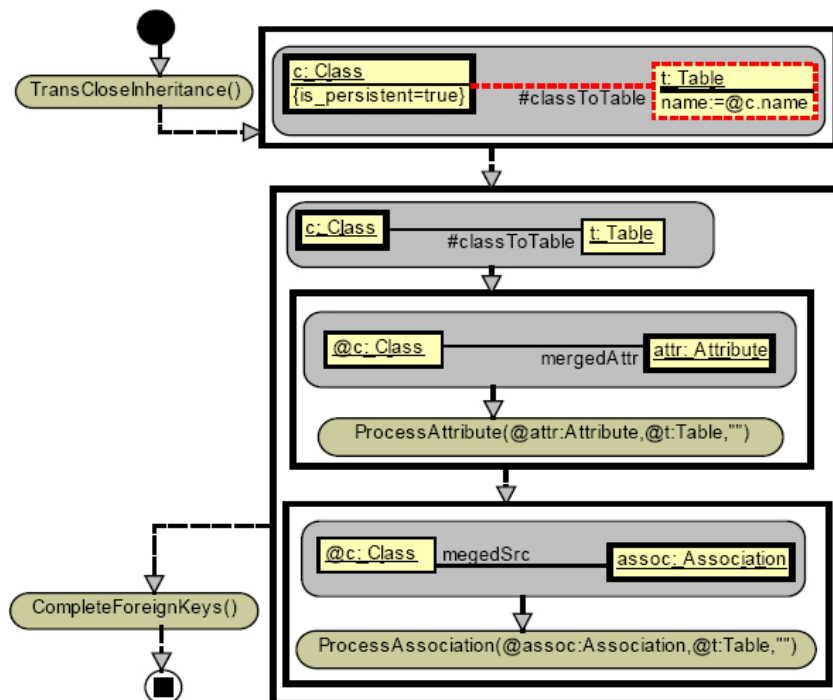 TransCloseInheritance()
c: Class
{is_persistent=true}
#classToTable
t: Table
name:=@c.name
c: Class
#classToTable
t: Table
@c: Class
mergedAttr
attr: Attribute
ProcessAttribute(@attr:Attribute,@t:Table,"")
@c: Class
megedSrc
assoc: Association
ProcessAssociation(@assoc:Association,@t:Table,"")
CompleteForeignKeys()